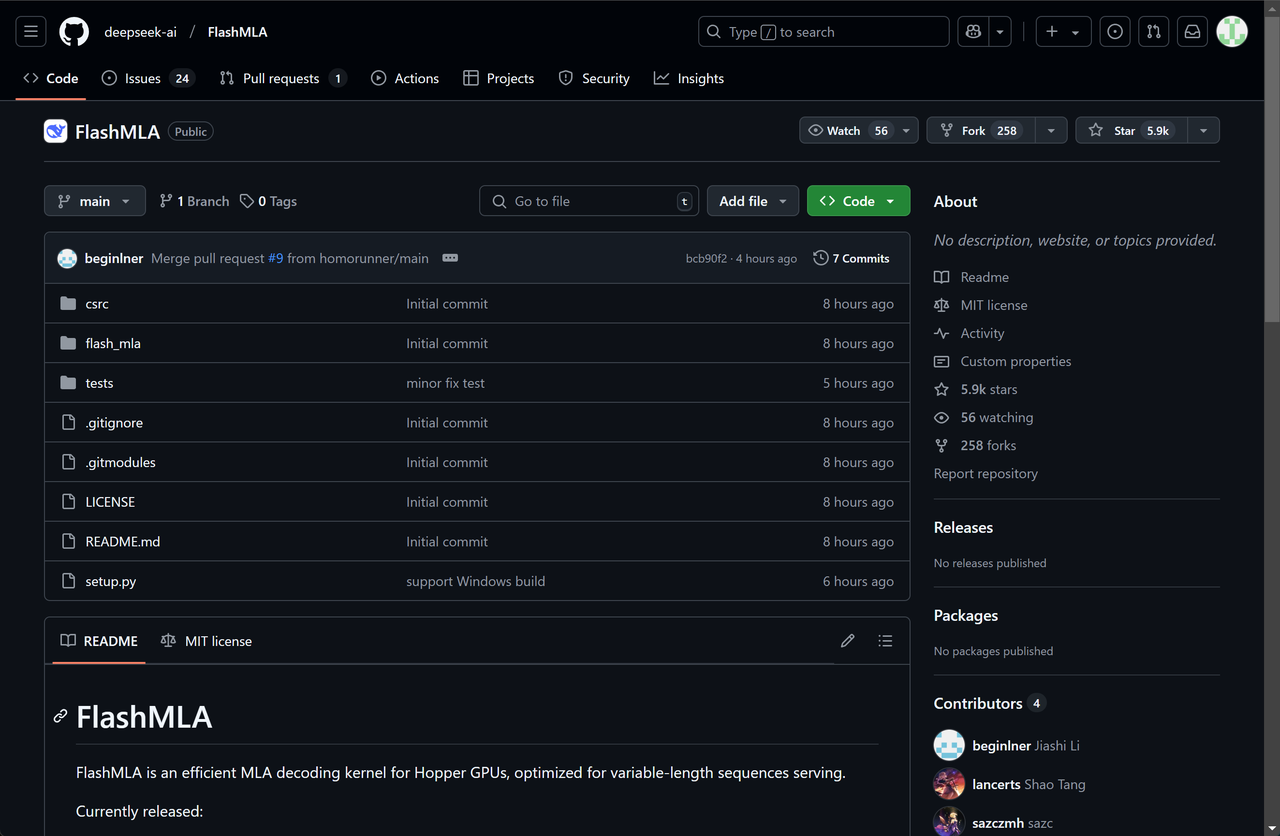 deepseek-ai / FlashMLA
Type / to search
Code
Issues 24
Pull requests 1
Actions
Projects
Security
Insights
FlashMLA Public
Watch 56
Fork 258
Star 5.9k
main
1 Branch
0 Tags
Go to file t
Add file
Code
beginlner Merge pull request #9 from homorunner/main
bcb90f2 · 4 hours ago
7 Commits
csrc Initial commit 8 hours ago
flash_mla Initial commit 8 hours ago
tests minor fix test 5 hours ago
.gitignore Initial commit 8 hours ago
.gitmodules Initial commit 8 hours ago
LICENSE Initial commit 8 hours ago
README.md Initial commit 8 hours ago
setup.py support Windows build 6 hours ago
README
MIT license
FlashMLA
FlashMLA is an efficient MLA decoding kernel for Hopper GPUs, optimized for variable-length sequences serving.
Currently released:
About
No description, website, or topics provided.
Readme
MIT license
Activity
Custom properties
5.9k stars
56 watching
258 forks
Report repository
Releases
No releases published
Packages
No packages published
Contributors 4
beginlner Jiashi Li
lancerts Shao Tang
sazczmh sazc